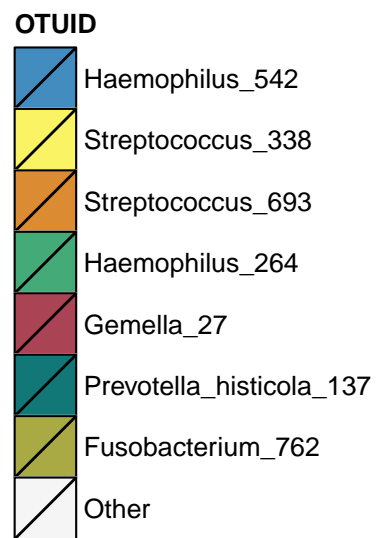 OTUID
Haemophilus_542
Streptococcus_338
Streptococcus_693
Haemophilus_264
Gemella_27
Prevotella_histicola_137
Fusobacterium_762
Other